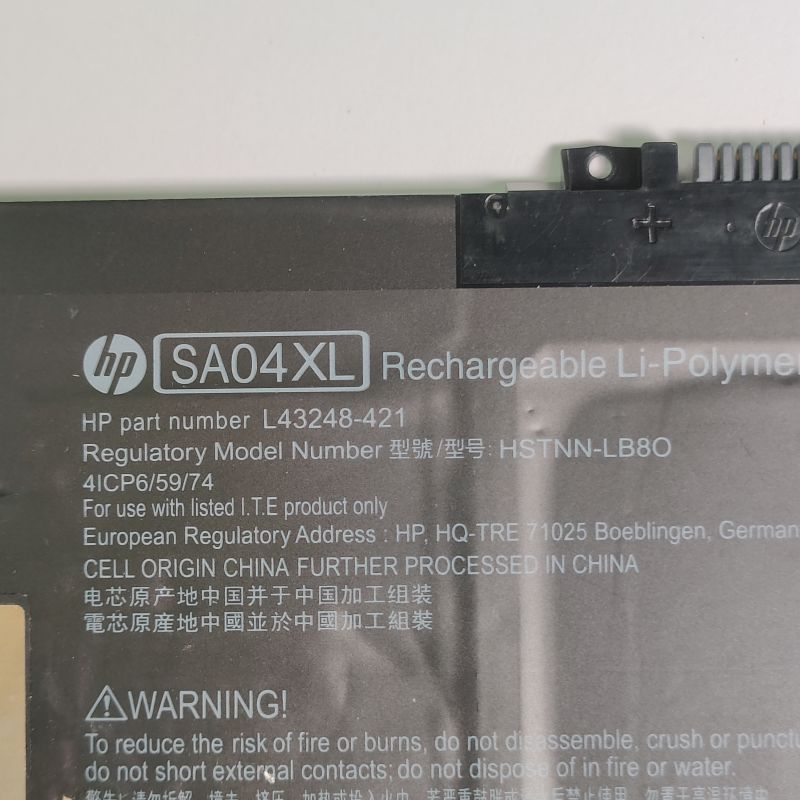 + hp
hp SA04XL Rechargeable Li-Polyme
HP part number L43248-421
Regulatory Model Number 型號/型号: HSTNN-LB8O
4ICP6/59/74
For use with listed I.T.E product only
European Regulatory Address : HP, HQ-TRE 71025 Boeblingen, German
CELL ORIGIN CHINA FURTHER PROCESSED IN CHINA
电芯原产地中国并于中国加工组装
電芯原産地中國並於中國加工組裝
⚠WARNING!
To reduce the risk of fire or burns, do not disassemble, crush or punctu
do not short external contacts; do not dispose of in fire or water.